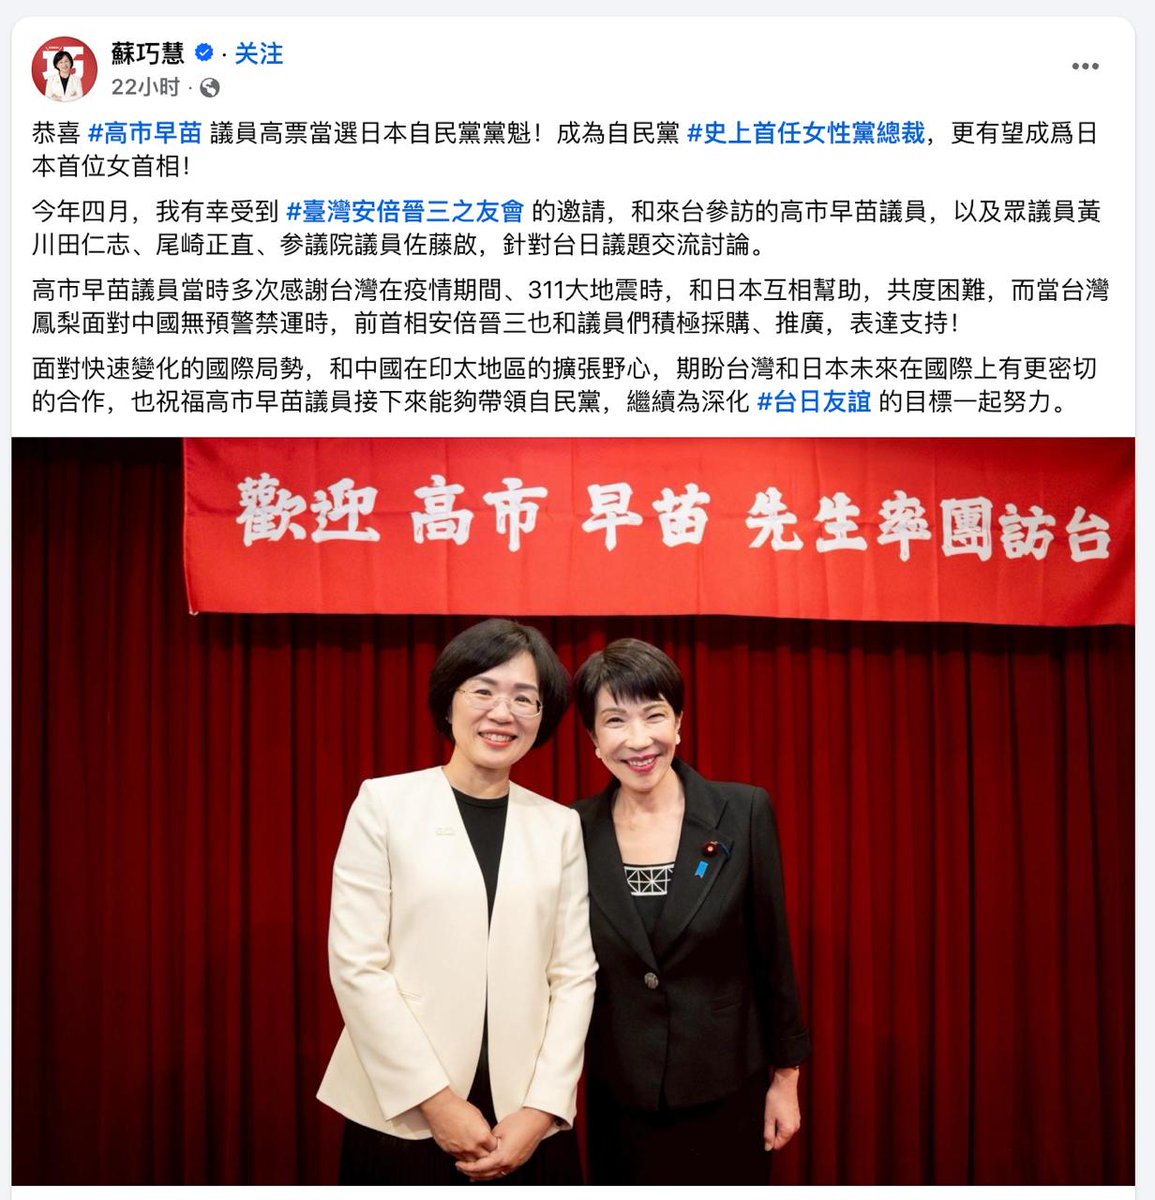 蘇巧慧 · 关注
22小时 ·
恭喜 #高市早苗 議員高票當選日本自民黨黨魁！成為自民黨 #史上首任女性黨總裁，更有望成爲日
本首位女首相！
今年四月，我有幸受到 #臺灣安倍晉三之友會 的邀請，和來台參訪的高市早苗議員，以及眾議員黃
川田仁志、尾崎正直、參議院議員佐藤啟，針對台日議題交流討論。
高市早苗議員當時多次感謝台灣在疫情期間、311大地震時，和日本互相幫助，共度困難，而當台灣
鳳梨面對中國無預警禁運時，前首相安倍晉三也和議員們積極採購、推廣，表達支持！
面對快速變化的國際局勢，和中國在印太地區的擴張野心，期盼台灣和日本未來在國際上有更密切
的合作，也祝福高市早苗議員接下來能夠帶領自民黨，繼續為深化 #台日友誼 的目標一起努力。
歡迎 高市 早苗 先生率團訪台